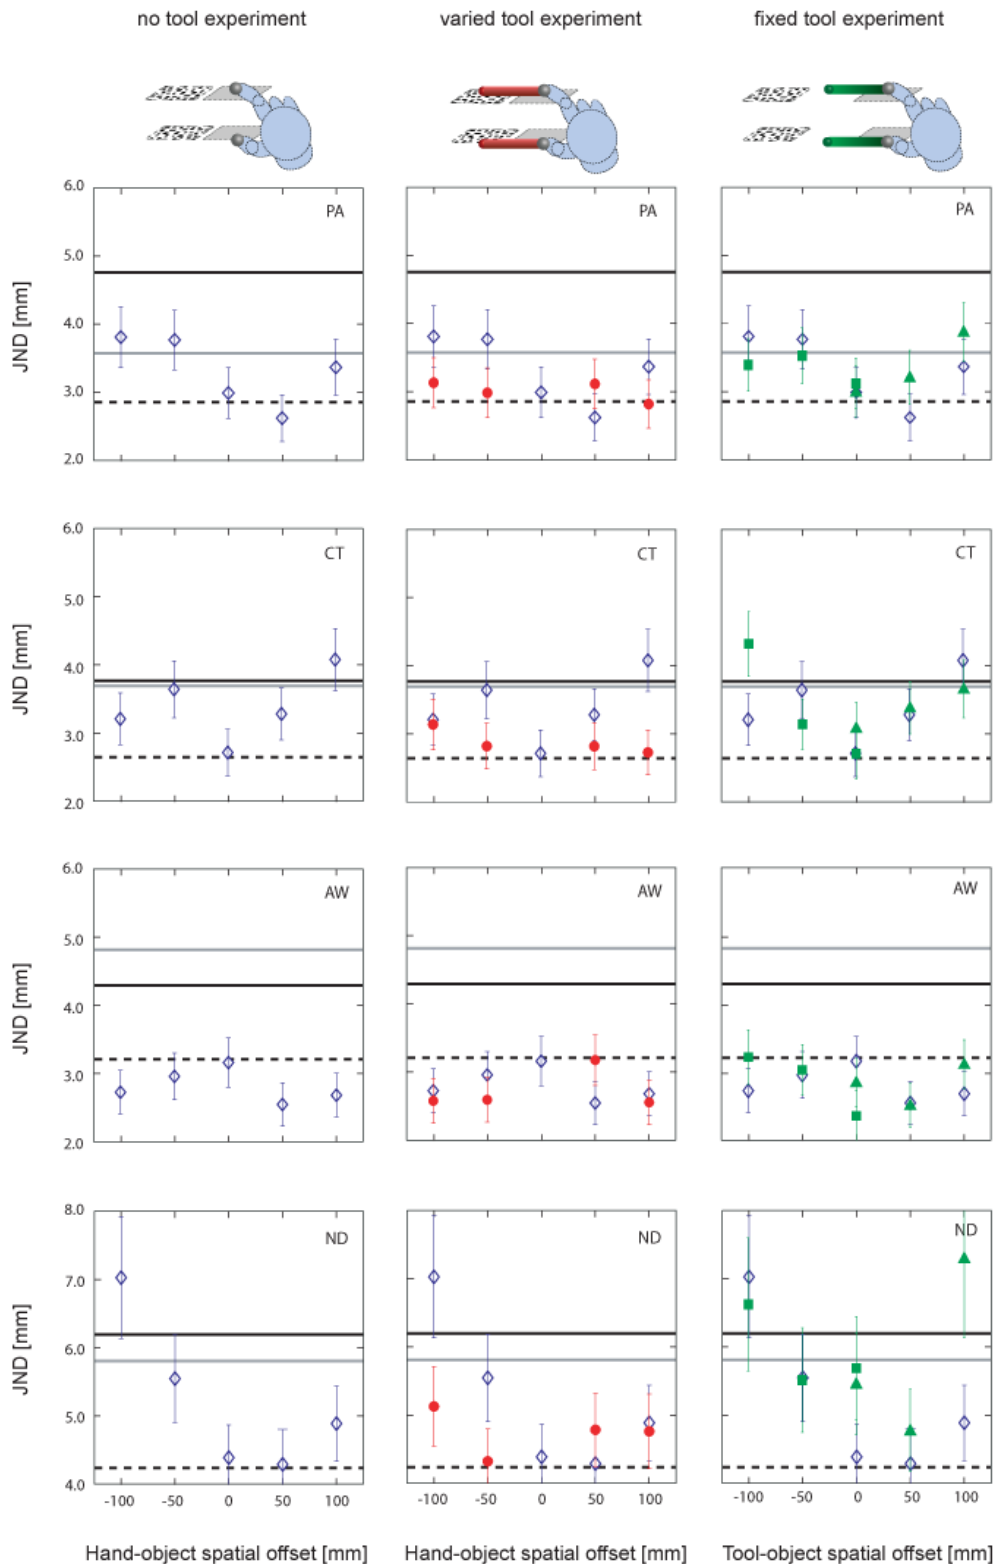 no tool experiment varied tool experiment fixed tool experiment
6.0 PA PA PA
5.0
JND [mm]
4.0
3.0
2.0
6.0 CT CT CT
5.0
JND [mm]
4.0
3.0
2.0
6.0 AW AW AW
5.0
JND [mm]
4.0
3.0
2.0
8.0 ND ND ND
7.0
JND [mm]
6.0
5.0
4.0
-100 -50 0 50 100 -100 -50 0 50 100 -100 -50 0 50 100
Hand-object spatial offset [mm] Hand-object spatial offset [mm] Tool-object spatial offset [mm]